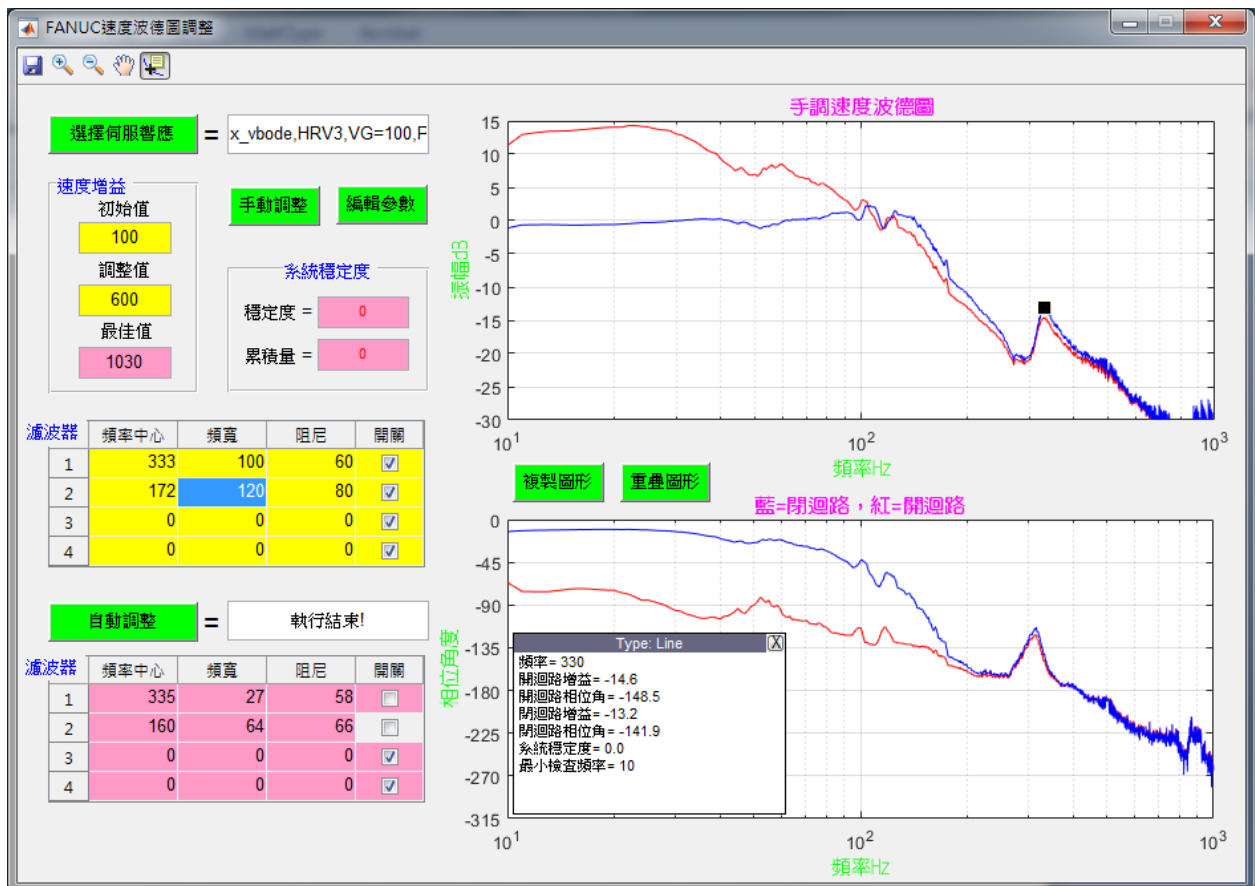 FANUC速度波德圖調整
選擇伺服響應 = x_vbode,HRV3,VG=100,F
速度增益
初始值
100
調整值
600
最佳值
1030
手動調整 編輯參數
系統穩定度
穩定度 = 0
累積量 = 0
濾波器 頻率中心 頻寬 阻尼 開關
1 333 100 60
2 172 120 80
3 0 0 0
4 0 0 0
自動調整 = 執行結束!
濾波器 頻率中心 頻寬 阻尼 開關
1 335 27 58
2 160 64 66
3 0 0 0
4 0 0 0
手調速度波德圖
振幅dB
15
10
5
0
-5
-10
-15
-20
-25
-30
10¹ 10² 10³
頻率Hz
複製圖形 重疊圖形
藍=閉迴路，紅=開迴路
相位角度
0
-45
-90
-135
-180
-225
-270
-315
10¹ 10² 10³
頻率Hz
Type: Line X
頻率= 330
開迴路增益= -14.6
開迴路相位角= -148.5
閉迴路增益= -13.2
閉迴路相位角= -141.9
系統穩定度= 0.0
最小檢查頻率= 10